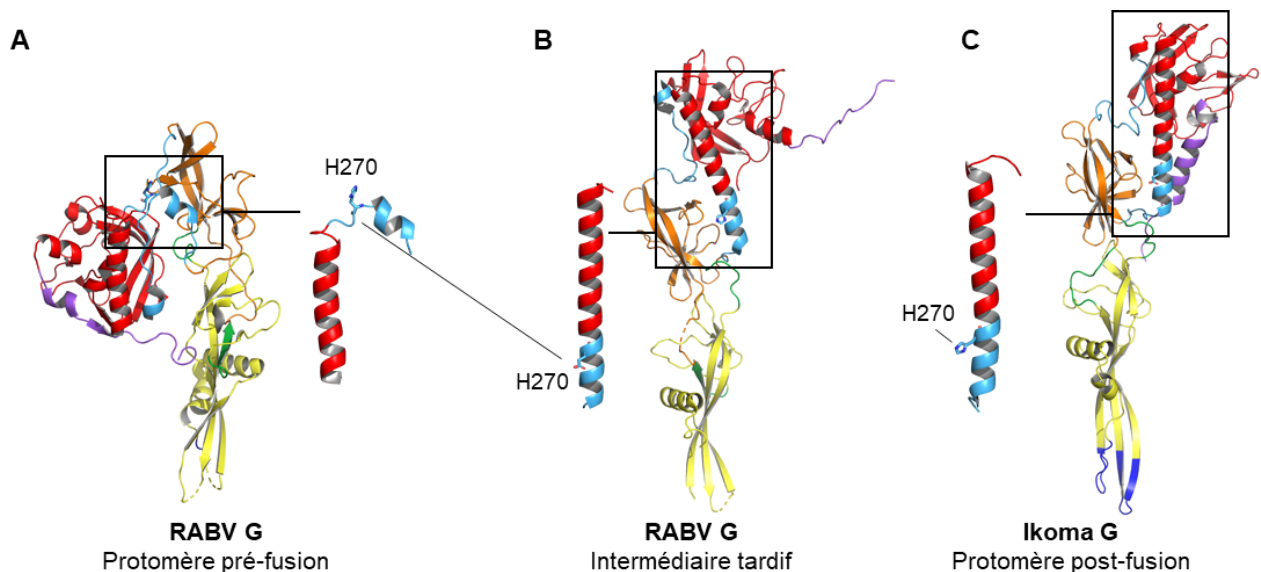 A
B
C
H270
H270
H270
RABV G
Protomère pré-fusion
RABV G
Intermédiaire tardif
Ikoma G
Protomère post-fusion